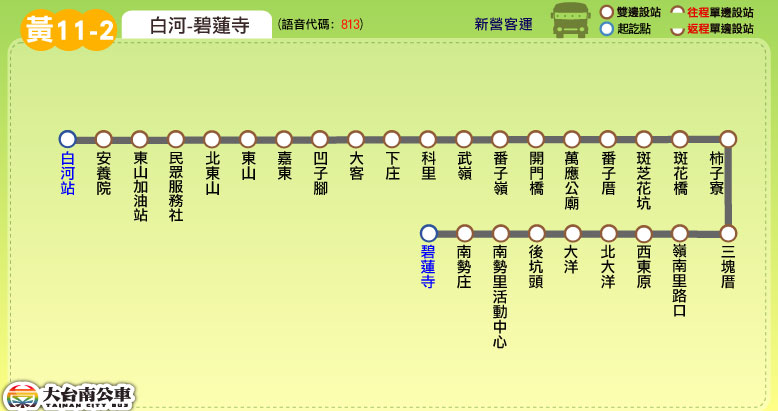 黃11-2
白河-碧蓮寺
(語音代碼：813)
新營客運
雙邊設站
往程單邊設站
起訖點
返程單邊設站
白河站
安養院
東山加油站
民眾服務社
北東山
東山
嘉東
凹子腳
大客
下庄
科里
武嶺
番子嶺
開門橋
萬應公廟
番子厝
斑芝花坑
斑花橋
柿子寮
三塊厝
嶺南里路口
西東原
北大洋
大洋
後坑頭
南勢里活動中心
南勢庄
碧蓮寺
大台南公車
TAINAN CITY BUS